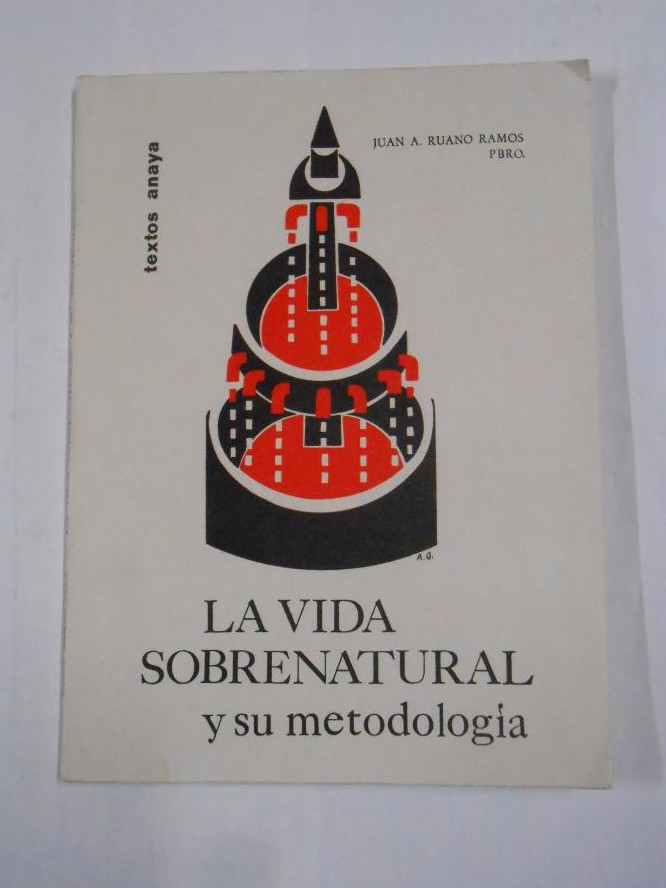 JUAN A. RUANO RAMOS
PBRO.
textos anaya
A.G.
LA VIDA
SOBRENATURAL
y su metodología